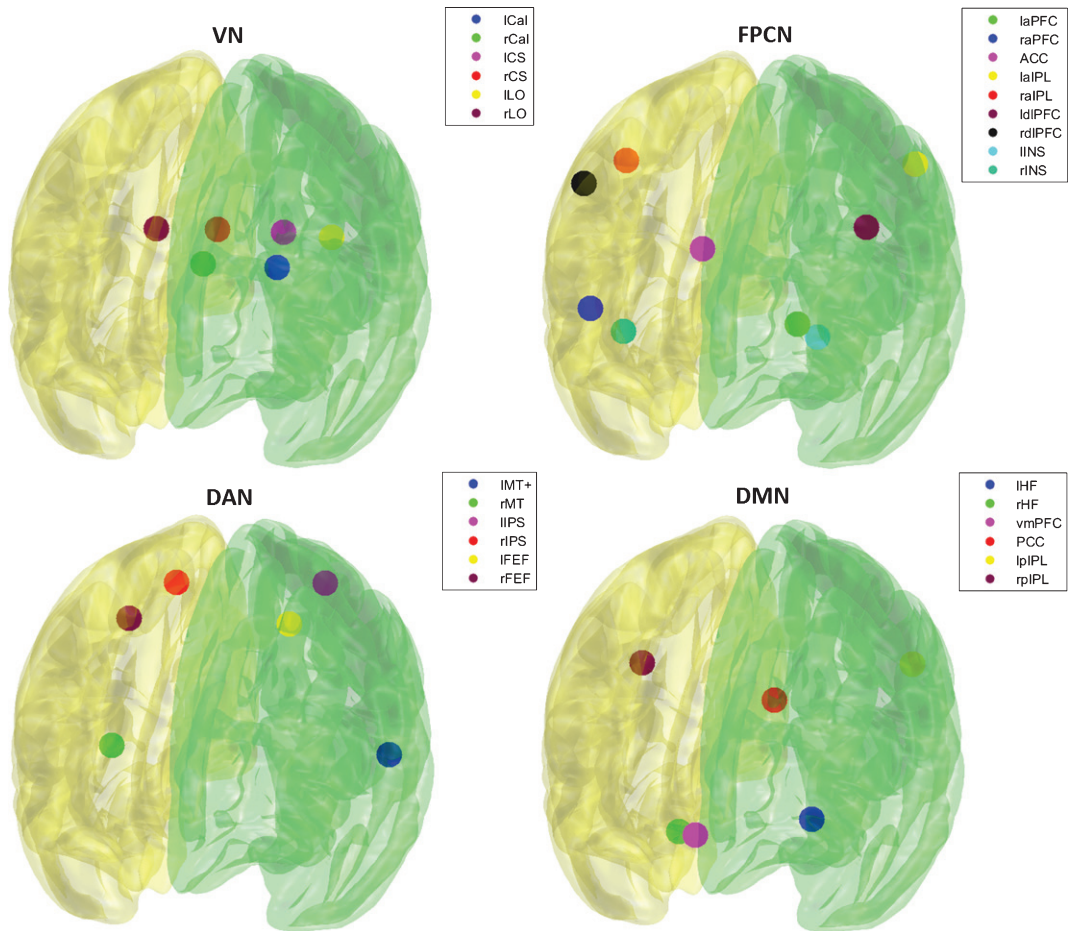 VN
lCal
rCal
lCS
rCS
lLO
rLO
FPCN
laPFC
raPFC
ACC
laIPL
raIPL
ldlPFC
rdlPFC
lINS
rINS
DAN
lMT+
rMT
lIPS
rIPS
lFEF
rFEF
DMN
lHF
rHF
vmPFC
PCC
lpIPL
rpIPL